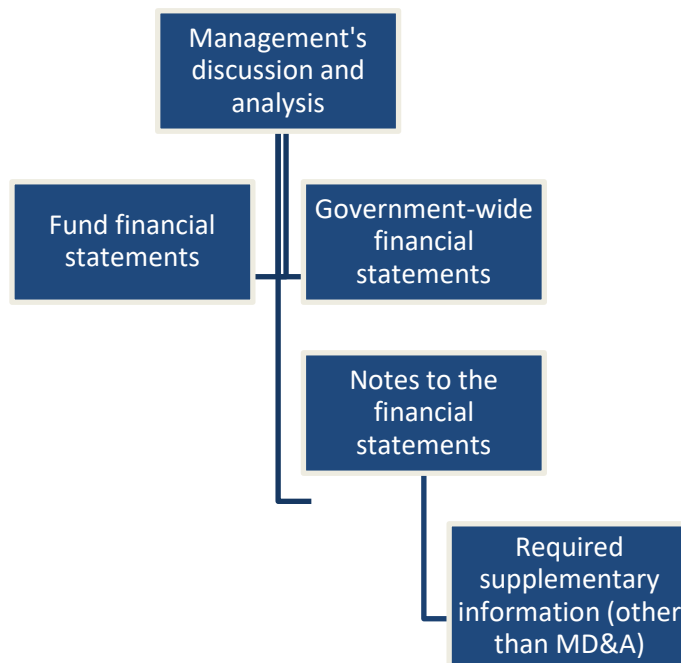 Management's
discussion and
analysis
Fund financial
statements
Government-wide
financial
statements
Notes to the
financial
statements
Required
supplementary
information (other
than MD&A)